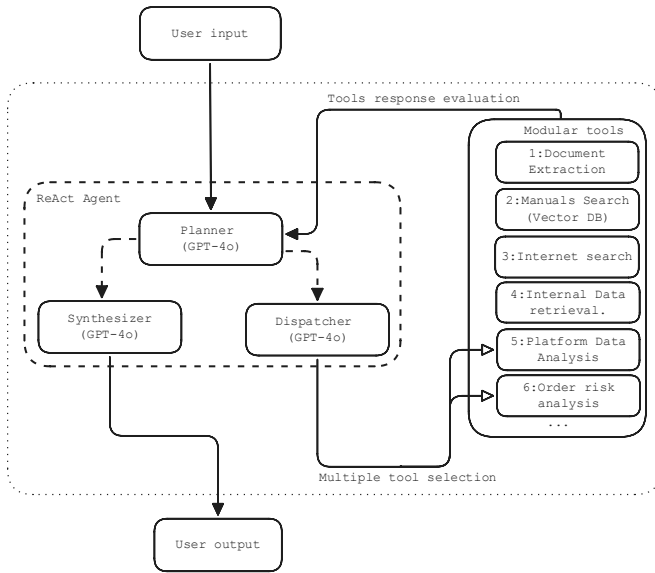 User input
Tools response evaluation
Modular tools
1:Document
Extraction
2:Manuals Search
(Vector DB)
3:Internet search
4:Internal Data
retrieval.
5:Platform Data
Analysis
6:Order risk
analysis
...
ReAct Agent
Planner
(GPT-4o)
Synthesizer
(GPT-4o)
Dispatcher
(GPT-4o)
Multiple tool selection
User output